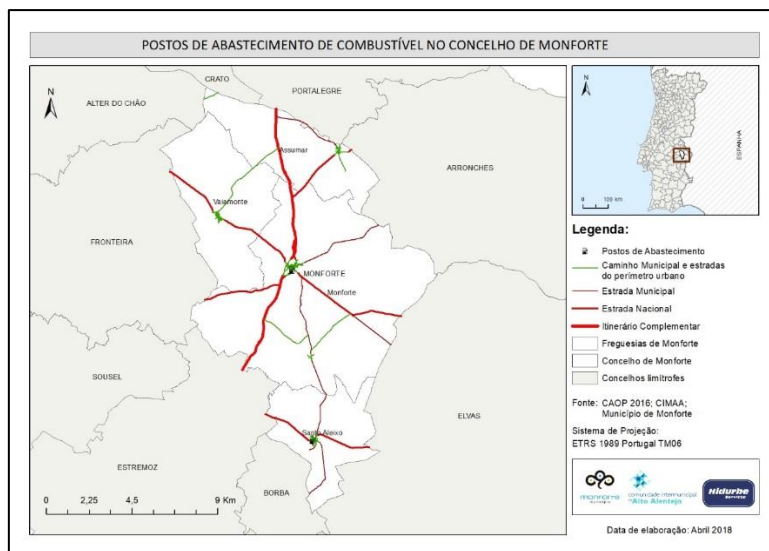 POSTOS DE ABASTECIMENTO DE COMBUSTÍVEL NO CONCELHO DE MONFORTE
N
CRATO
PORTALEGRE
ALTER DO CHÃO
Assumar
ARRONCHES
Vaiamonte
FRONTEIRA
MONFORTE
Monforte
SOUSEL
ELVAS
Santo Aleixo
ESTREMOZ
BORBA
0 2,25 4,5 9 Km
N
ESPANHA
0 100 km
Legenda:
Postos de Abastecimento
Caminho Municipal e estradas
do perímetro urbano
Estrada Municipal
Estrada Nacional
Itinerário Complementar
Freguesias de Monforte
Concelho de Monforte
Concelhos limítrofes
Fonte: CAOP 2016; CIMAA;
Município de Monforte
Sistema de Projeção:
ETRS 1989 Portugal TM06
monforte
comunidade intermunicipal
do Alto Alentejo
Hidurbe
Data de elaboração: Abril 2018